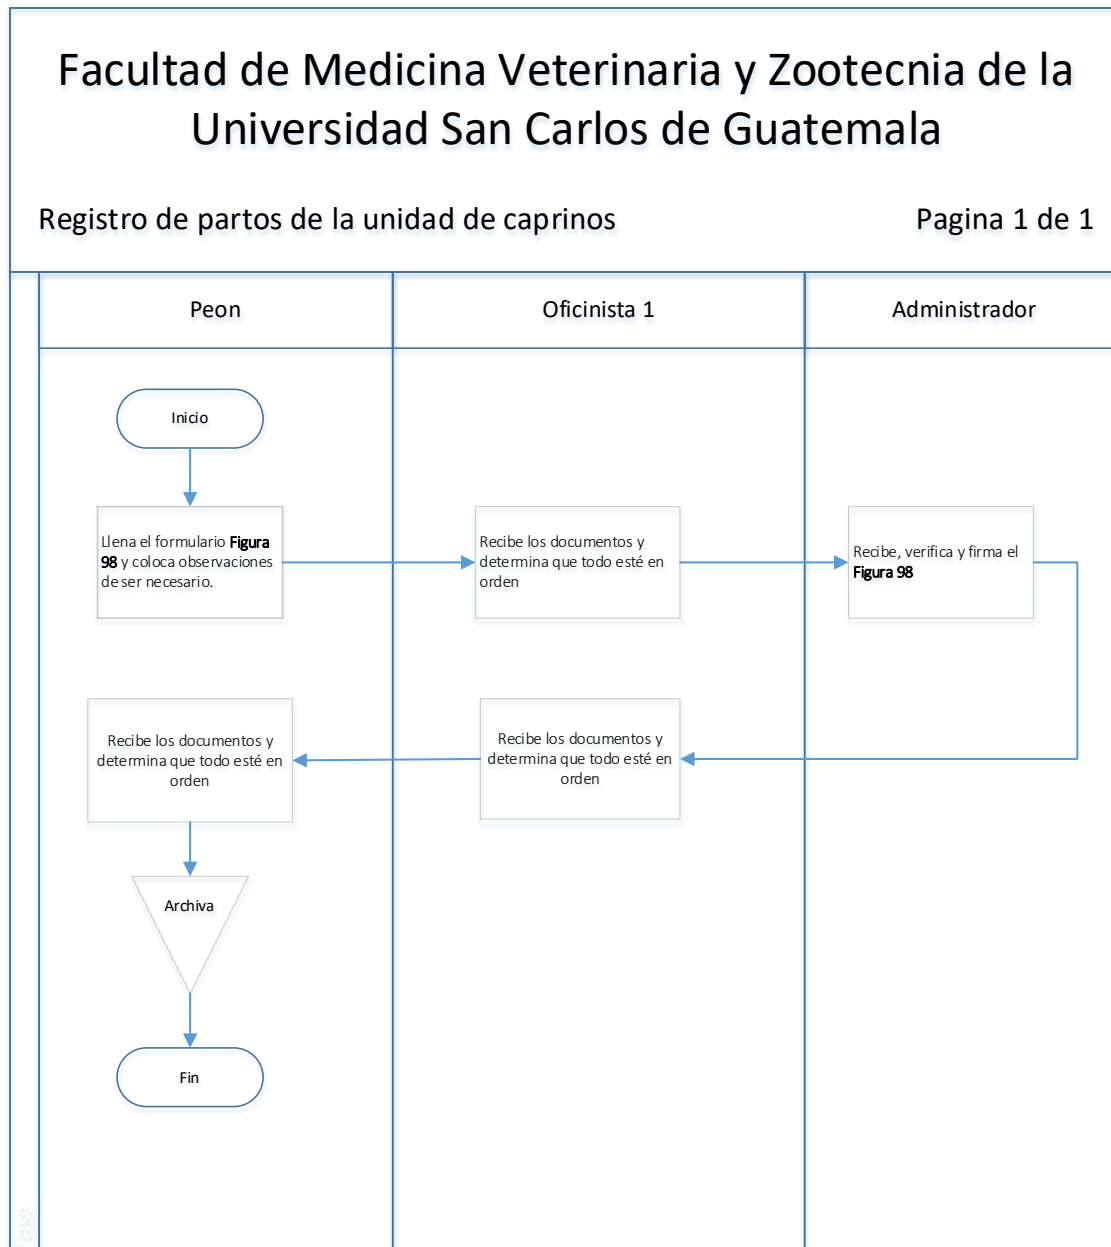 Facultad de Medicina Veterinaria y Zootecnia de la
Universidad San Carlos de Guatemala
Registro de partos de la unidad de caprinos
Pagina 1 de 1
Peon
Oficinista 1
Administrador
Inicio
Llena el formulario Figura
98 y coloca observaciones
de ser necesario.
Recibe los documentos y
determina que todo esté en
orden
Recibe, verifica y firma el
Figura 98
Recibe los documentos y
determina que todo esté en
orden
Recibe los documentos y
determina que todo esté en
orden
Archiva
Fin